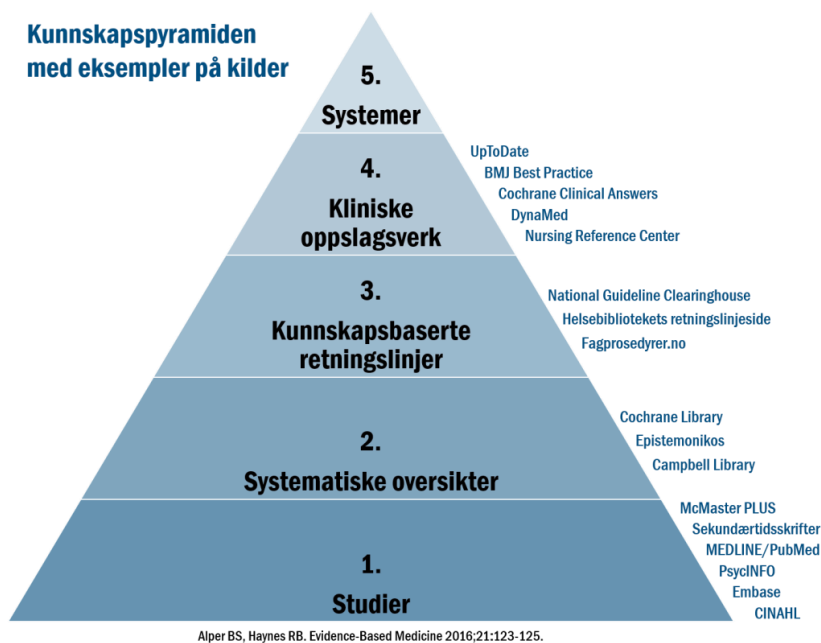 Kunnskapspyramiden
med eksempler på kilder
5.
Systemer
4.
Kliniske
oppslagsverk
UpToDate
BMJ Best Practice
Cochrane Clinical Answers
DynaMed
Nursing Reference Center
3.
Kunnskapsbaserte
retningslinjer
National Guideline Clearinghouse
Helsebibliotekets retningslinjeside
Fagprosedyrer.no
2.
Systematiske oversikter
Cochrane Library
Epistemonikos
Campbell Library
1.
Studier
McMaster PLUS
Sekundærtidsskrifter
MEDLINE/PubMed
PsycINFO
Embase
CINAHL
Alper BS, Haynes RB. Evidence-Based Medicine 2016;21:123-125.